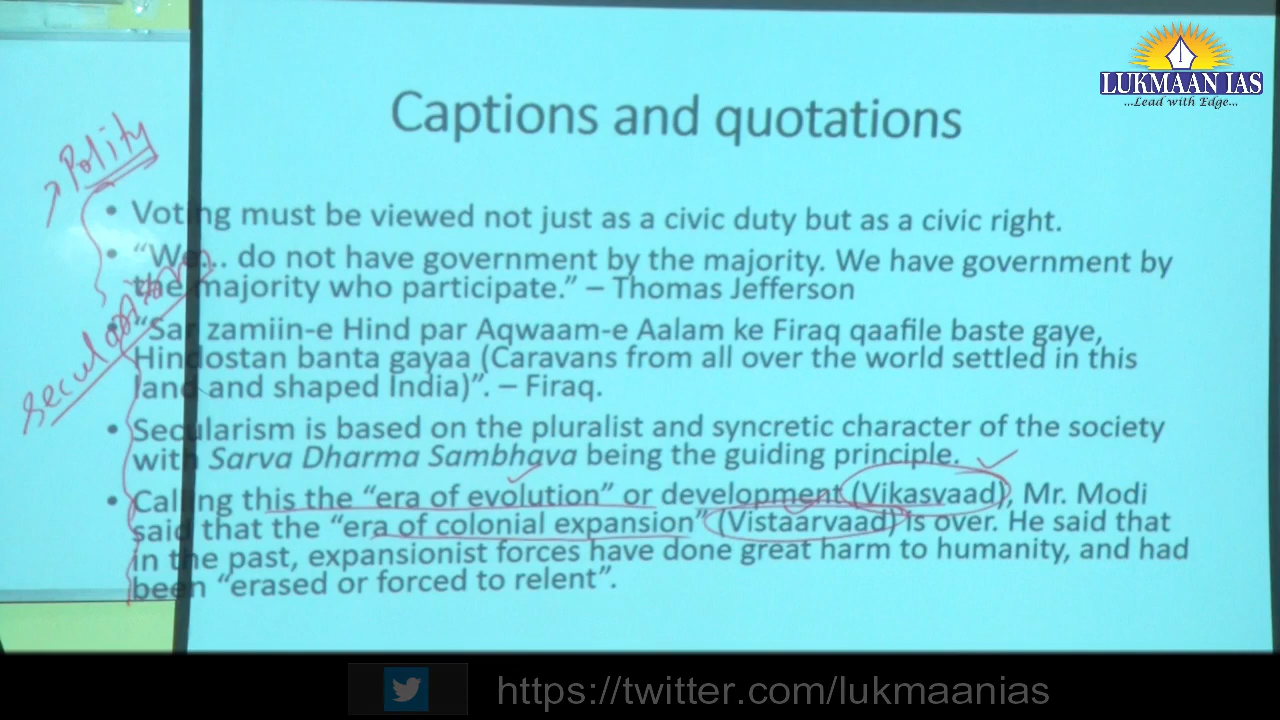 LUKMAAN IAS
...Lead with Edge...
Captions and quotations
→ Polity
• Voting must be viewed not just as a civic duty but as a civic right.
• “We... do not have government by the majority. We have government by
the majority who participate.” – Thomas Jefferson
secularism
• “Sar zamiin-e Hind par Aqwaam-e Aalam ke Firaq qaafile baste gaye,
Hindostan banta gayaa (Caravans from all over the world settled in this
land and shaped India)”. – Firaq.
• Secularism is based on the pluralist and syncretic character of the society
with Sarva Dharma Sambhava being the guiding principle.
• Calling this the “era of evolution” or development (Vikasvaad), Mr. Modi
said that the “era of colonial expansion” (Vistaarvaad) is over. He said that
in the past, expansionist forces have done great harm to humanity, and had
been “erased or forced to relent”.
https://twitter.com/lukmaanias